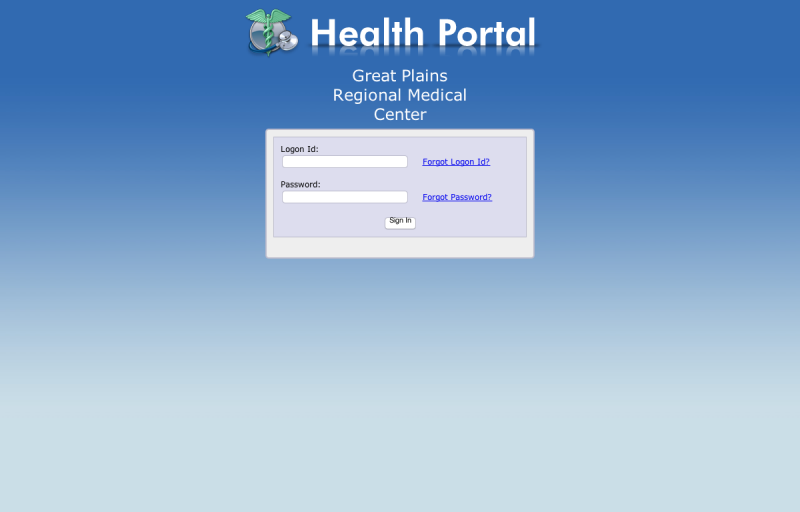 Health Portal
Great Plains
Regional Medical
Center
Logon Id:
Forgot Logon Id?
Password:
Forgot Password?
Sign In